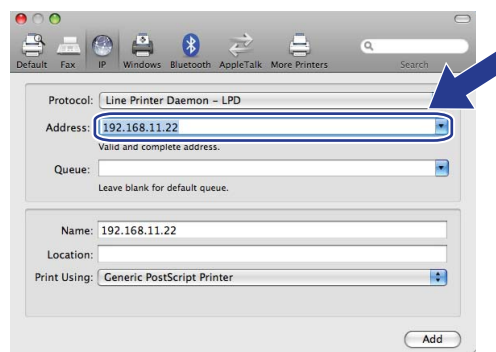 Default Fax IP Windows Bluetooth AppleTalk More Printers Search
Protocol: Line Printer Daemon – LPD
Address: 192.168.11.22
Valid and complete address.
Queue:
Leave blank for default queue.
Name: 192.168.11.22
Location:
Print Using: Generic PostScript Printer
Add